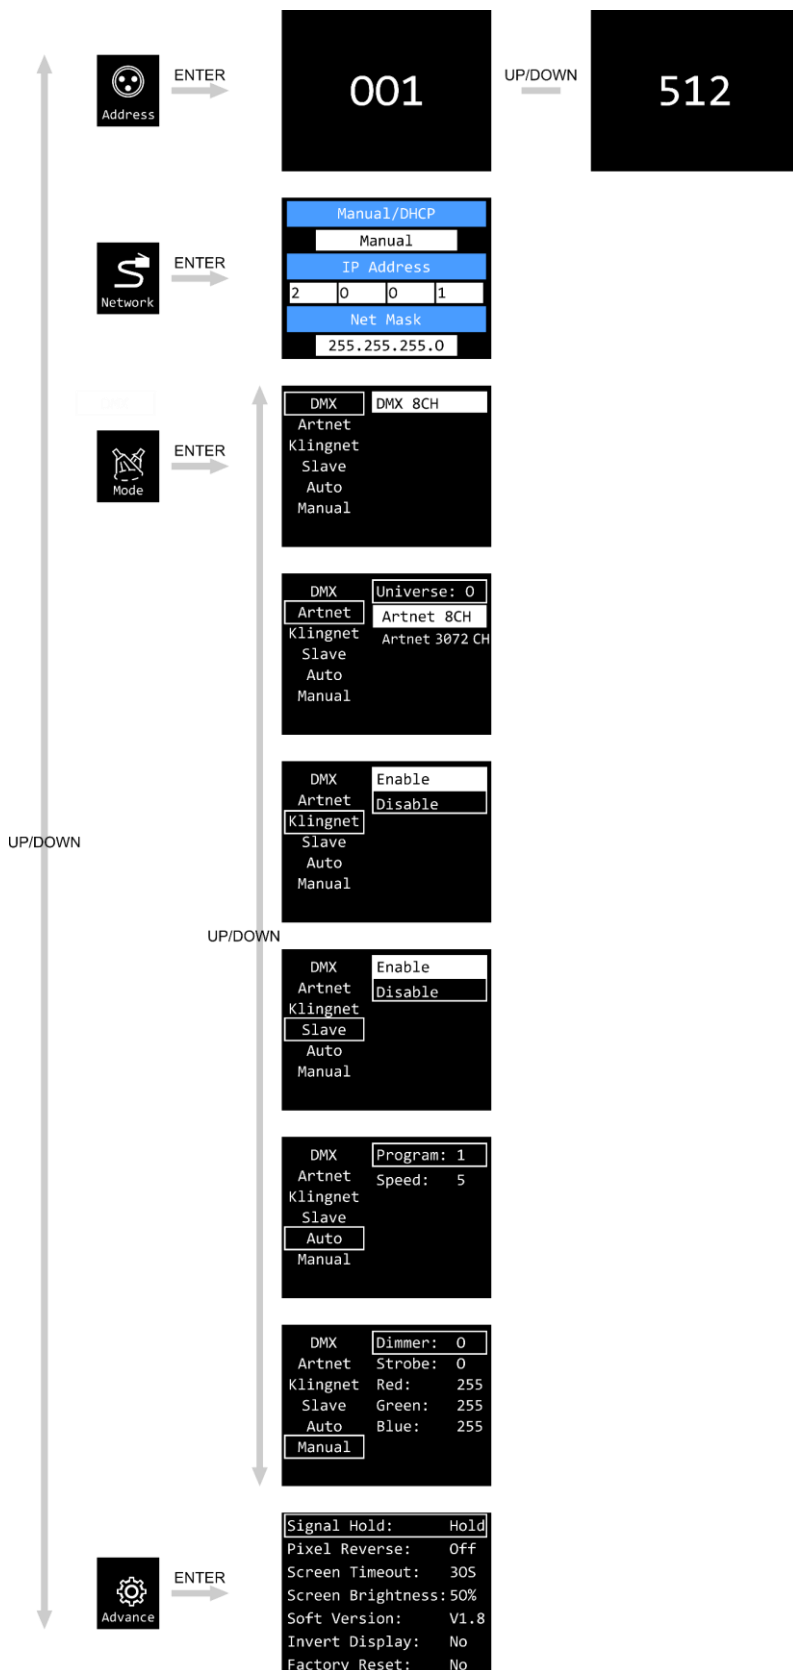 Address
ENTER
001
UP/DOWN
512
Network
ENTER
Manual/DHCP
Manual
IP Address
2 0 0 1
Net Mask
255.255.255.0
Mode
ENTER
DMX DMX 8CH
Artnet
Klingnet
Slave
Auto
Manual
DMX Universe: 0
Artnet Artnet 8CH
Klingnet Artnet 3072 CH
Slave
Auto
Manual
UP/DOWN
DMX Enable
Artnet Disable
Klingnet
Slave
Auto
Manual
UP/DOWN
DMX Enable
Artnet Disable
Klingnet
Slave
Auto
Manual
DMX Program: 1
Artnet Speed: 5
Klingnet
Slave
Auto
Manual
DMX Dimmer: 0
Artnet Strobe: 0
Klingnet Red: 255
Slave Green: 255
Auto Blue: 255
Manual
Advance
ENTER
Signal Hold: Hold
Pixel Reverse: Off
Screen Timeout: 30S
Screen Brightness: 50%
Soft Version: V1.8
Invert Display: No
Factory Reset: No